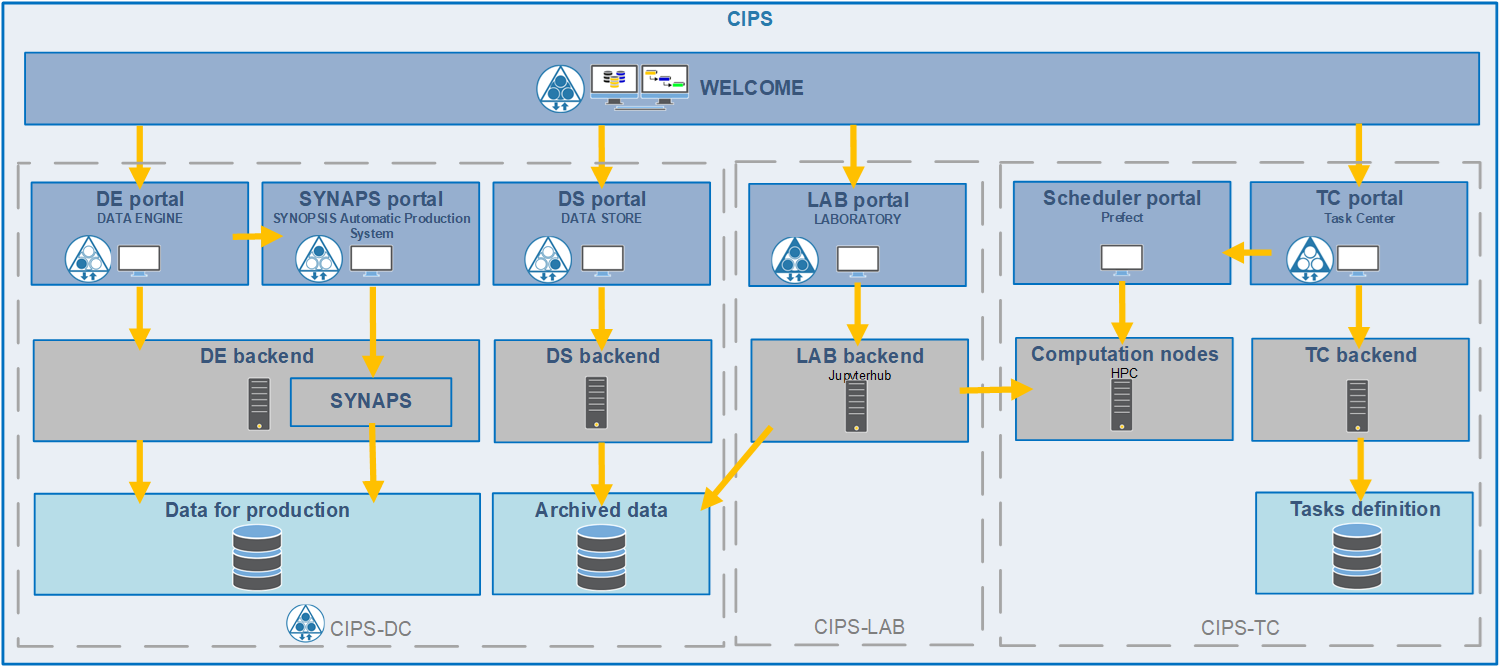 CIPS
WELCOME
DE portal
DATA ENGINE
SYNAPS portal
SYNOPSIS Automatic Production
System
DS portal
DATA STORE
LAB portal
LABORATORY
Scheduler portal
Prefect
TC portal
Task Center
DE backend
SYNAPS
DS backend
LAB backend
Jupyterhub
Computation nodes
HPC
TC backend
Data for production
Archived data
Tasks definition
CIPS-DC
CIPS-LAB
CIPS-TC